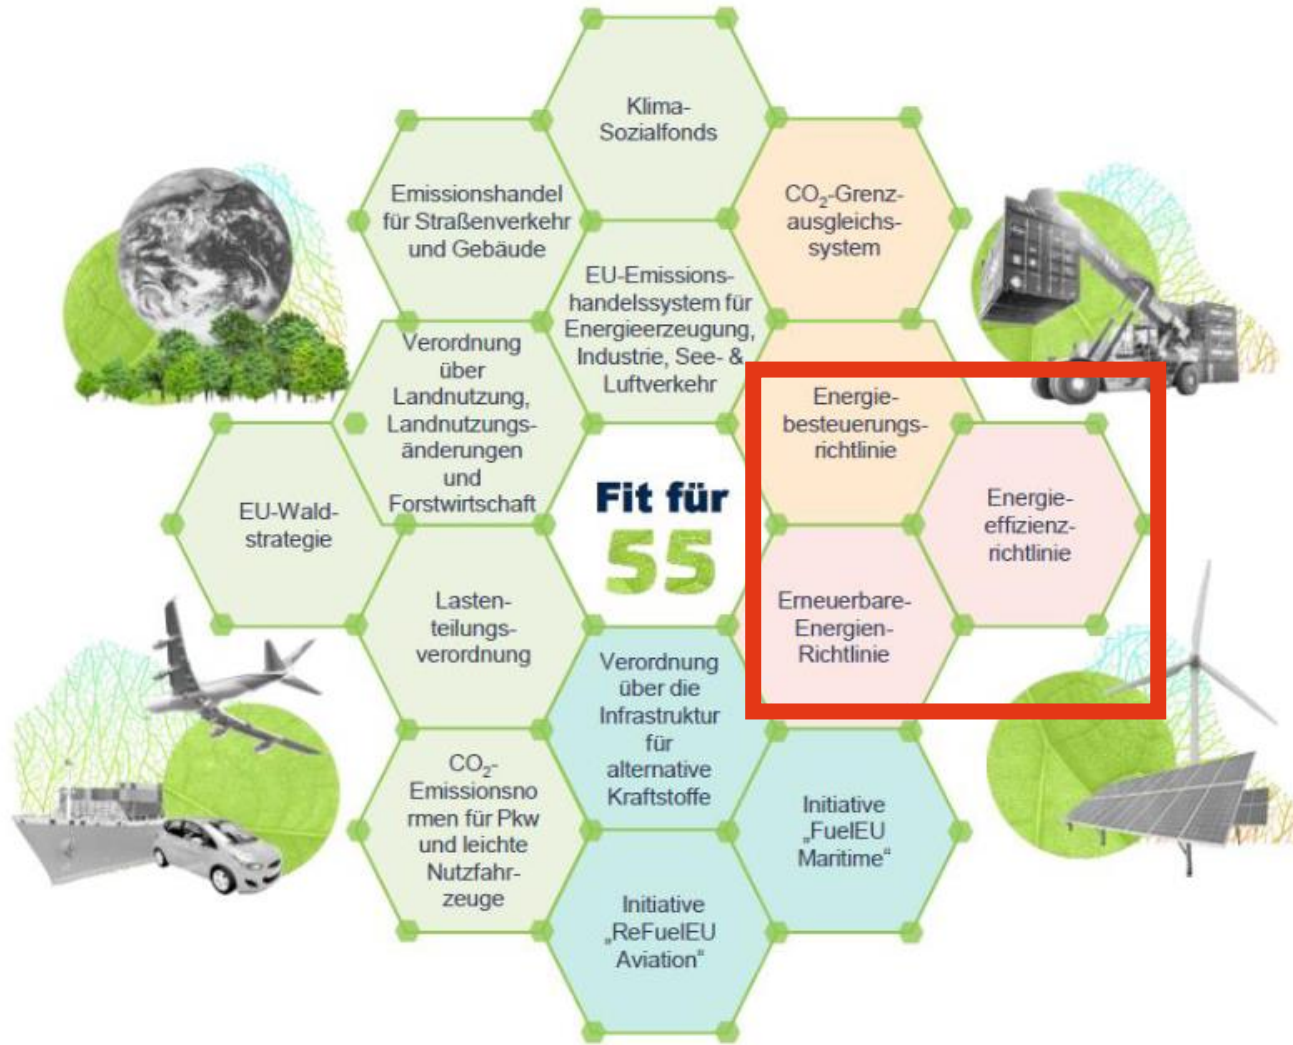 Klima-
Sozialfonds
Emissionshandel
für Straßenverkehr
und Gebäude
CO₂-Grenz-
ausgleichs-
system
EU-Emissions-
handelssystem für
Energieerzeugung,
Industrie, See- &
Luftverkehr
Verordnung
über
Landnutzung,
Landnutzungs-
änderungen
und
Forstwirtschaft
Energie-
besteuerungs-
richtlinie
EU-Wald-
strategie
Fit für
55
Energie-
effizienz-
richtlinie
Lasten-
teilungs-
verordnung
Erneuerbare-
Energien-
Richtlinie
Verordnung
über die
Infrastruktur
für
alternative
Kraftstoffe
CO₂-
Emissionsno
rmen für Pkw
und leichte
Nutzfahr-
zeuge
Initiative
„FuelEU
Maritime“
Initiative
„ReFuelEU
Aviation“